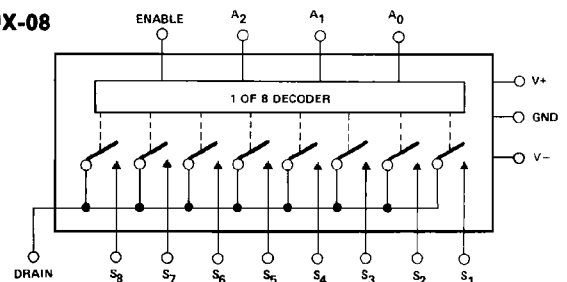 X-08
ENABLE A2 A1 A0
1 OF 8 DECODER
V+
GND
V−
DRAIN S8 S7 S6 S5 S4 S3 S2 S1